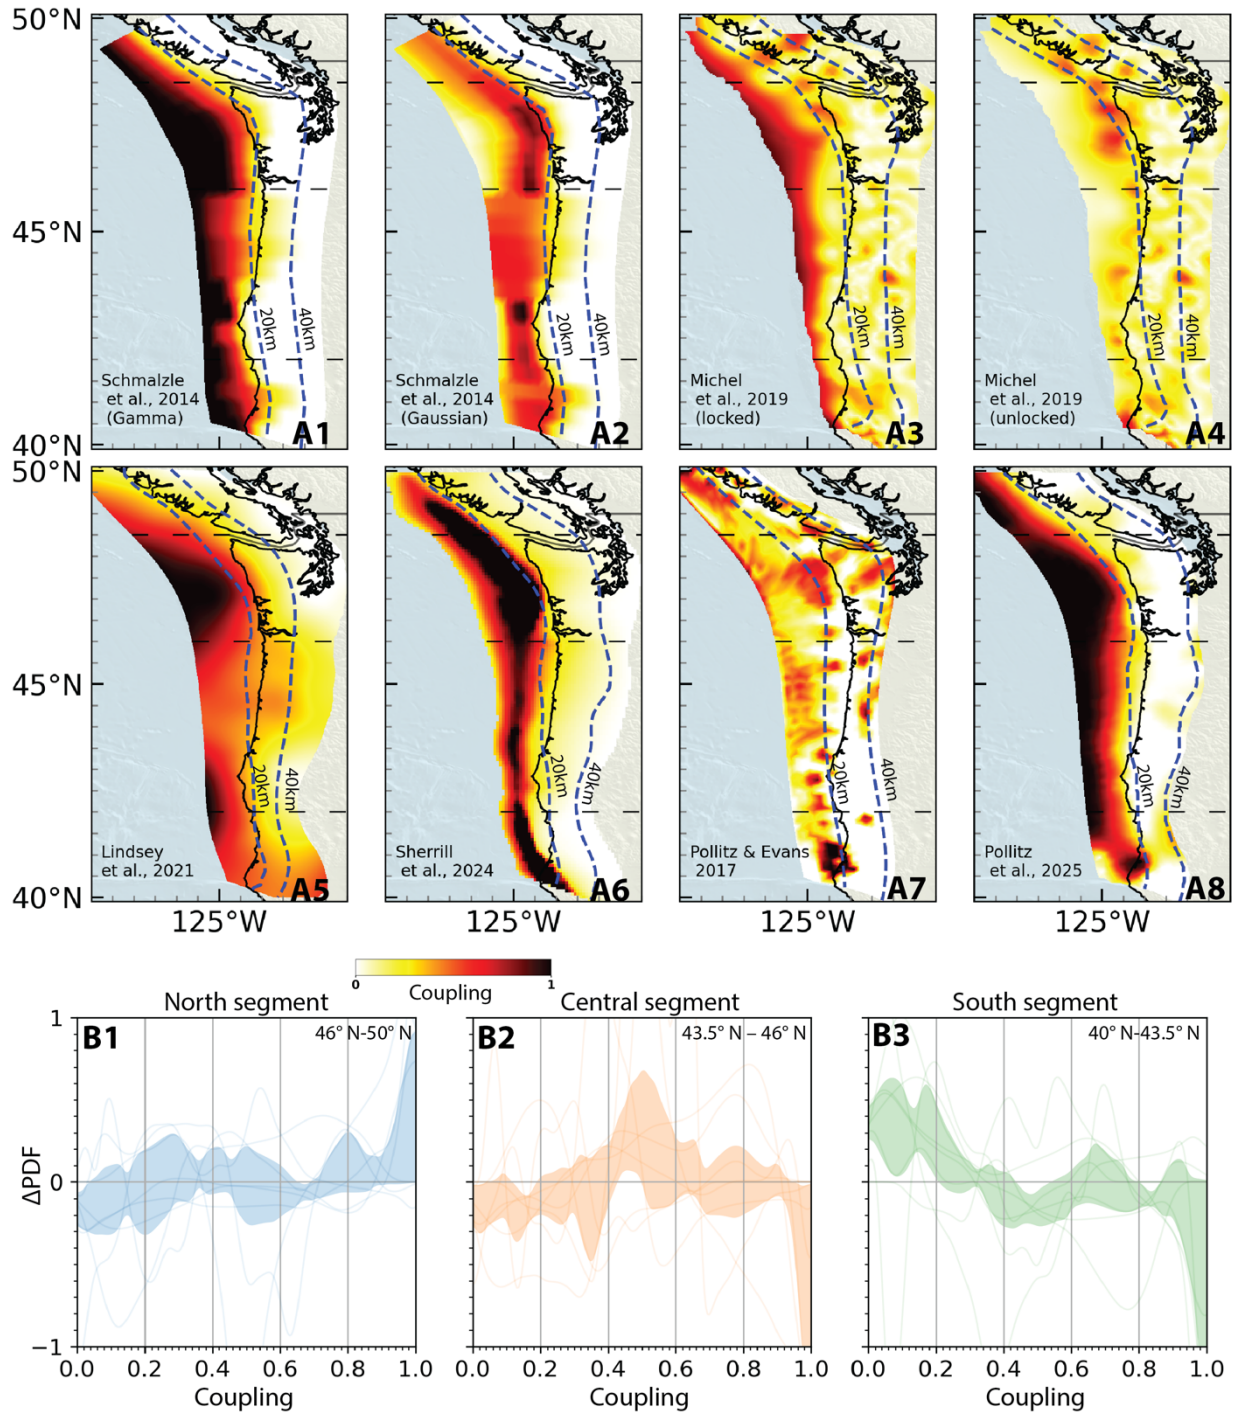 50°N
45°N
40°N
20km
40km
Schmalzle
et al., 2014
(Gamma)
A1
20km
40km
Schmalzle
et al., 2014
(Gaussian)
A2
20km
40km
Michel
et al., 2019
(locked)
A3
20km
40km
Michel
et al., 2019
(unlocked)
A4
50°N
45°N
40°N
20km
40km
Lindsey
et al., 2021
A5
125°W
20km
40km
Sherrill
et al., 2024
A6
125°W
20km
40km
Pollitz & Evans
2017
A7
125°W
20km
40km
Pollitz
et al., 2025
A8
125°W
0
1
Coupling
North segment
Central segment
South segment
B1
46° N-50° N
B2
43.5° N – 46° N
B3
40° N-43.5° N
1
0
−1
ΔPDF
0.0 0.2 0.4 0.6 0.8 1.0
0.0 0.2 0.4 0.6 0.8 1.0
0.0 0.2 0.4 0.6 0.8 1.0
Coupling
Coupling
Coupling